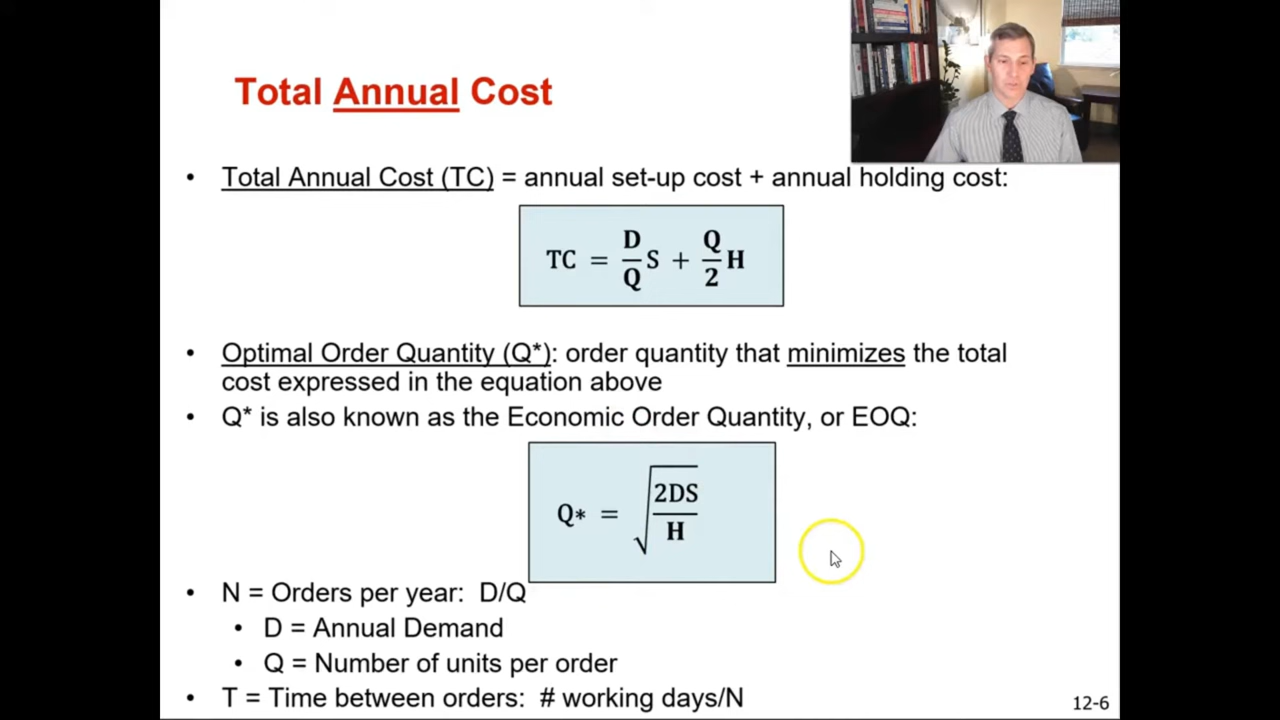 Total Annual Cost
• Total Annual Cost (TC) = annual set-up cost + annual holding cost:
TC = D/Q S + Q/2 H
• Optimal Order Quantity (Q*): order quantity that minimizes the total
cost expressed in the equation above
• Q* is also known as the Economic Order Quantity, or EOQ:
Q* = √(2DS/H)
• N = Orders per year: D/Q
• D = Annual Demand
• Q = Number of units per order
• T = Time between orders: # working days/N
12-6